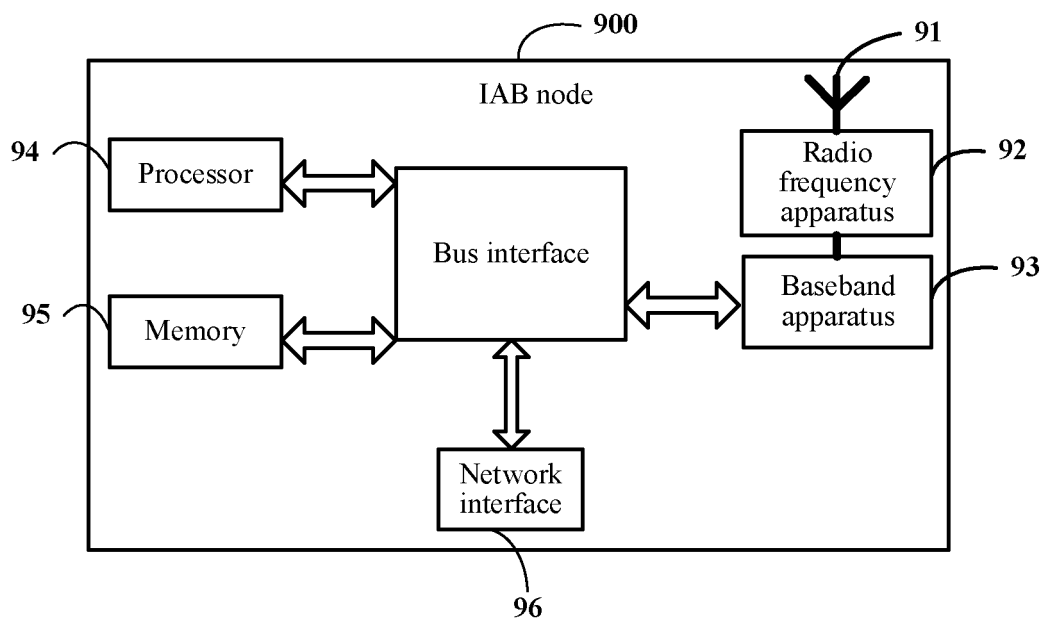 900
91
IAB node
94
Processor
Radio
frequency
apparatus
92
Bus interface
93
Baseband
apparatus
95
Memory
Network
interface
96